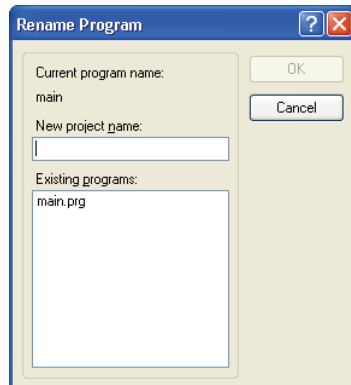 Rename Program
Current program name:
OK
main
Cancel
New project name:
Existing programs:
main.prg